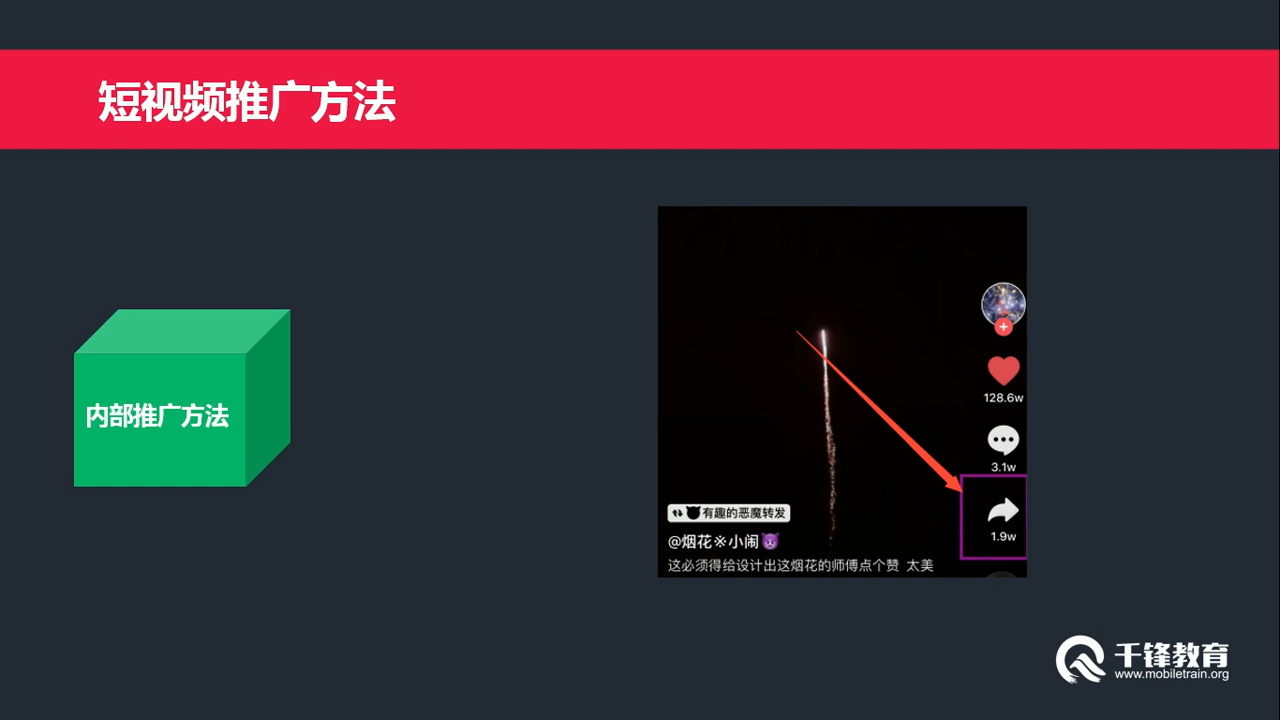 短视频推广方法
内部推广方法
128.6w
3.1w
1.9w
有趣的恶魔转发
@烟花※小闹
这必须得给设计出这烟花的师傅点个赞 太美
千锋教育
www.mobiletrain.org